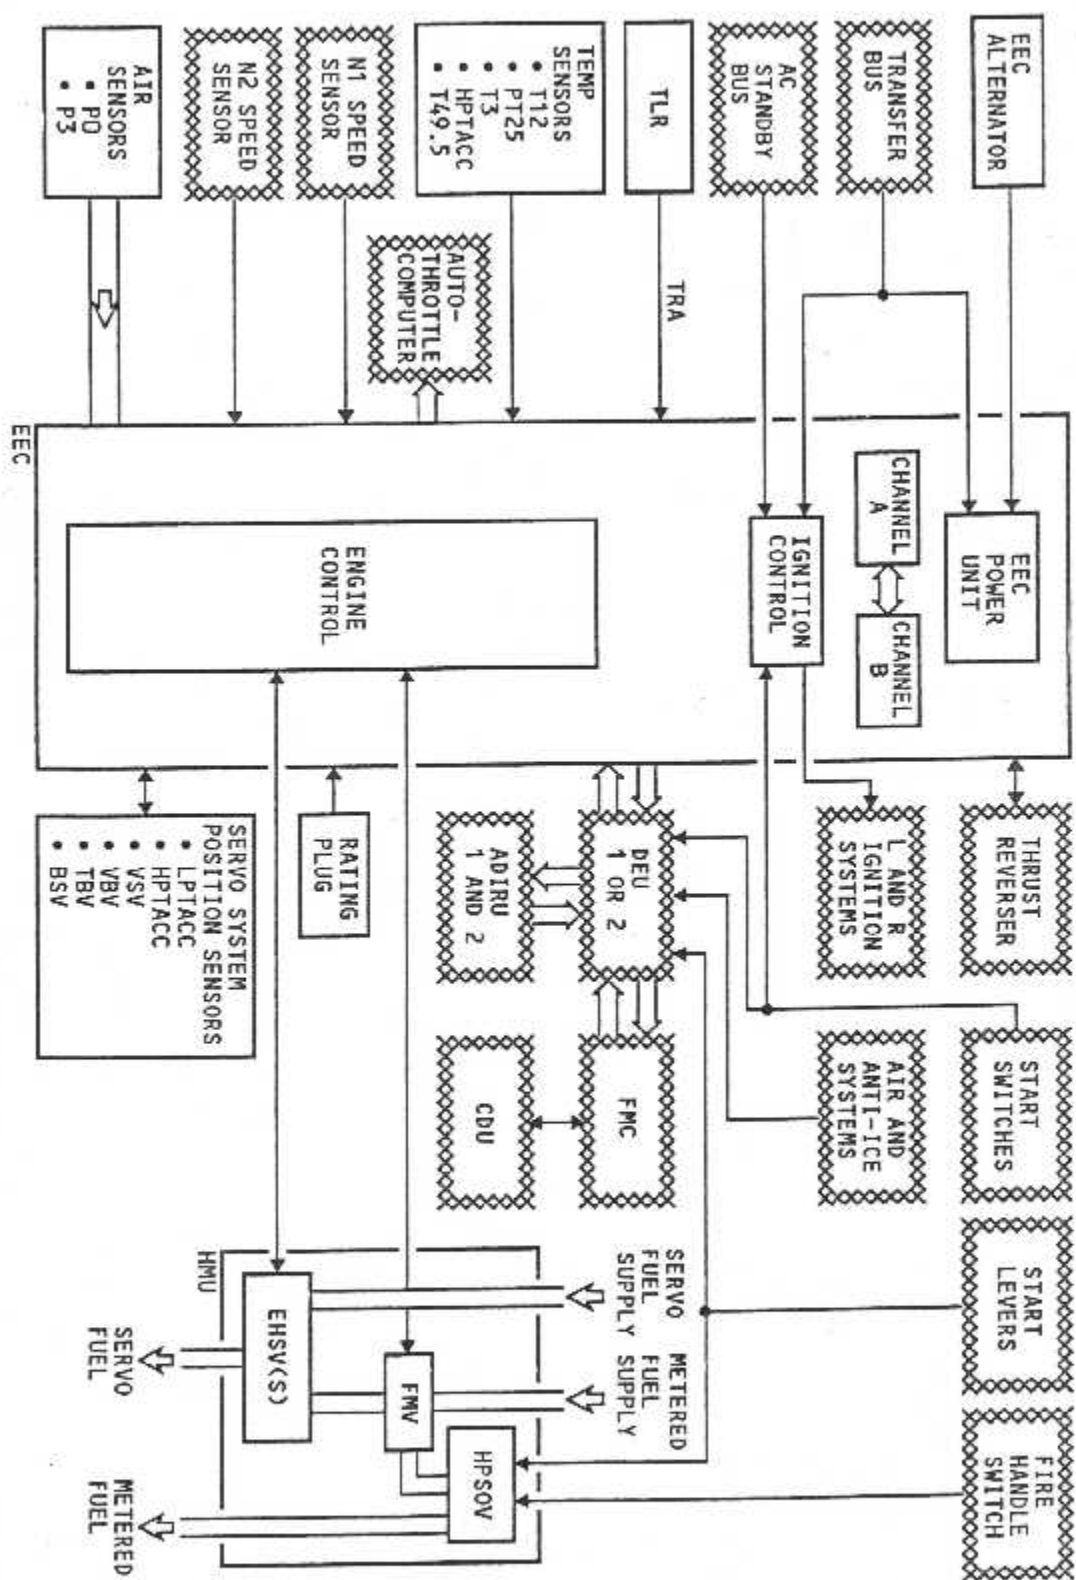 EEC
ALTERNATOR
TRANSFER
BUS
AC
STANDBY
BUS
TLR
TRA
TEMP
SENSORS
• T12
• PT25
• T3
• HPTACC
• T49.5
N1 SPEED
SENSOR
N2 SPEED
SENSOR
AIR
SENSORS
• PO
• P3
AUTO-
THROTTLE
COMPUTER
EEC
POWER
UNIT
CHANNEL
A
CHANNEL
B
IGNITION
CONTROL
ENGINE
CONTROL
EEC
THRUST
REVERSER
L AND R
IGNITION
SYSTEMS
DEU
1 OR 2
ADIRU
1 AND 2
RATING
PLUG
SERVO SYSTEM
POSITION SENSORS
• LPTACC
• HPTACC
• VSV
• VBV
• TBV
• BSV
START
SWITCHES
AIR AND
ANTI-ICE
SYSTEMS
FMC
CDU
START
LEVERS
FIRE
HANDLE
SWITCH
SERVO
FUEL
SUPPLY
METERED
FUEL
SUPPLY
HPSOV
FMV
EHSV(S)
HMU
SERVO
FUEL
METERED
FUEL